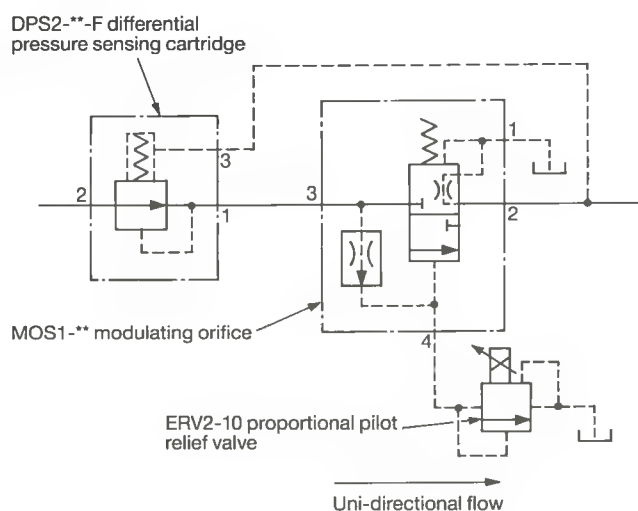 DPS2-**-F differential
pressure sensing cartridge
3
1
2
1
3
2
MOS1-** modulating orifice
4
ERV2-10 proportional pilot
relief valve
Uni-directional flow